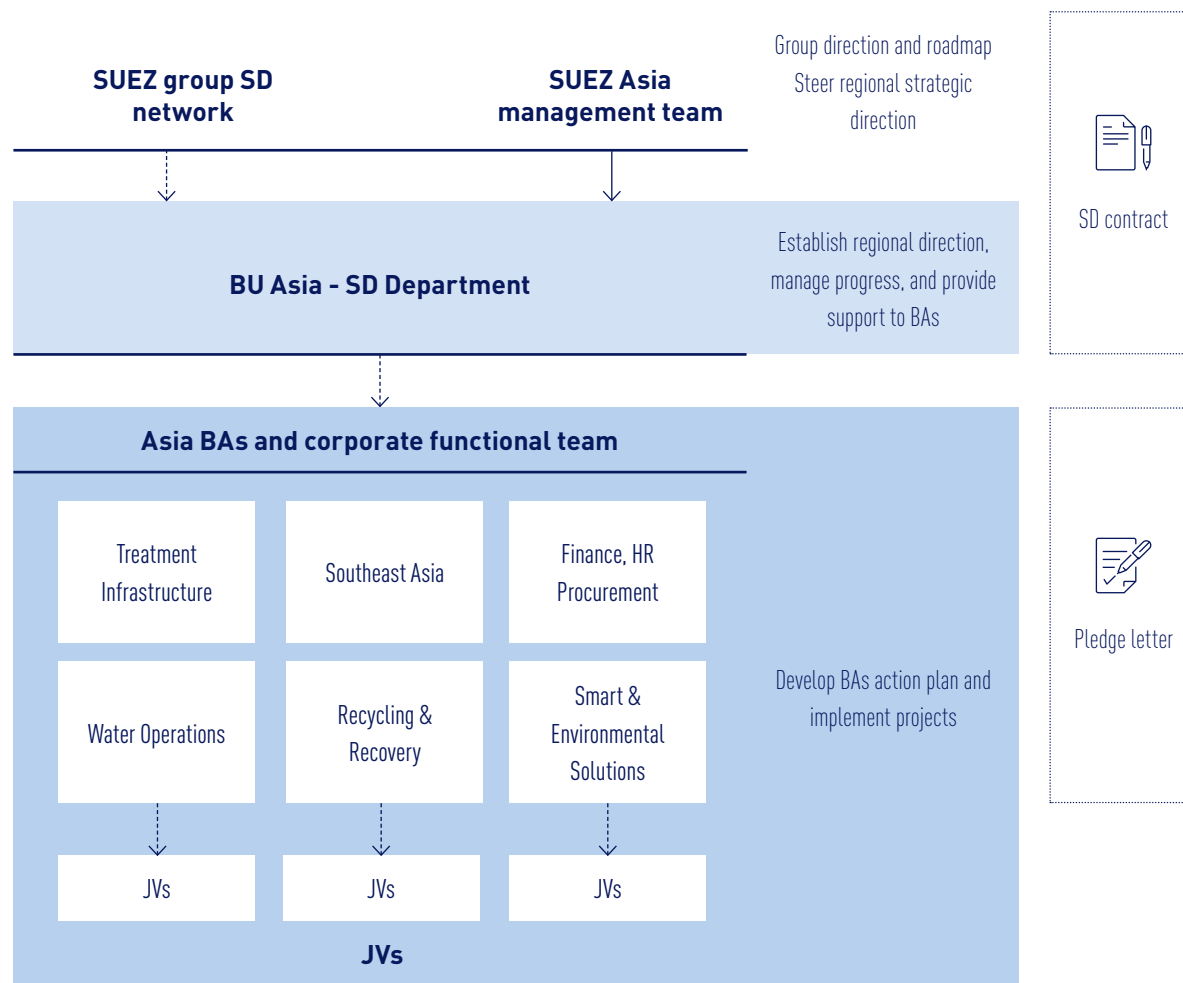 SUEZ group SD
network
SUEZ Asia
management team
Group direction and roadmap
Steer regional strategic
direction
SD contract
BU Asia - SD Department
Establish regional direction,
manage progress, and provide
support to BAs
Asia BAs and corporate functional team
Treatment
Infrastructure
Southeast Asia
Finance, HR
Procurement
Water Operations
Recycling &
Recovery
Smart &
Environmental
Solutions
Develop BAs action plan and
implement projects
Pledge letter
JVs
JVs
JVs
JVs